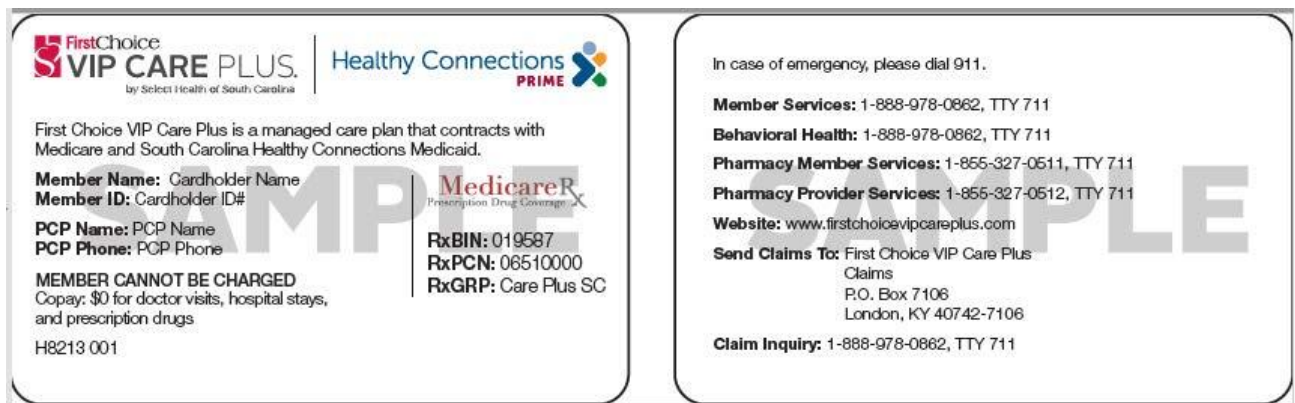 FirstChoice
VIP CARE PLUS.
by Select Health of South Carolina
Healthy Connections
PRIME
First Choice VIP Care Plus is a managed care plan that contracts with
Medicare and South Carolina Healthy Connections Medicaid.
SAMPLE
Member Name: Cardholder Name
Member ID: Cardholder ID#
PCP Name: PCP Name
PCP Phone: PCP Phone
MEMBER CANNOT BE CHARGED
Copay: $0 for doctor visits, hospital stays,
and prescription drugs
H8213 001
MedicareRx
Prescription Drug Coverage
RxBIN: 019587
RxPCN: 06510000
RxGRP: Care Plus SC
In case of emergency, please dial 911.
Member Services: 1-888-978-0862, TTY 711
Behavioral Health: 1-888-978-0862, TTY 711
Pharmacy Member Services: 1-855-327-0511, TTY 711
Pharmacy Provider Services: 1-855-327-0512, TTY 711
SAMPLE
Website: www.firstchoicevipcareplus.com
Send Claims To: First Choice VIP Care Plus
Claims
P.O. Box 7106
London, KY 40742-7106
Claim Inquiry: 1-888-978-0862, TTY 711